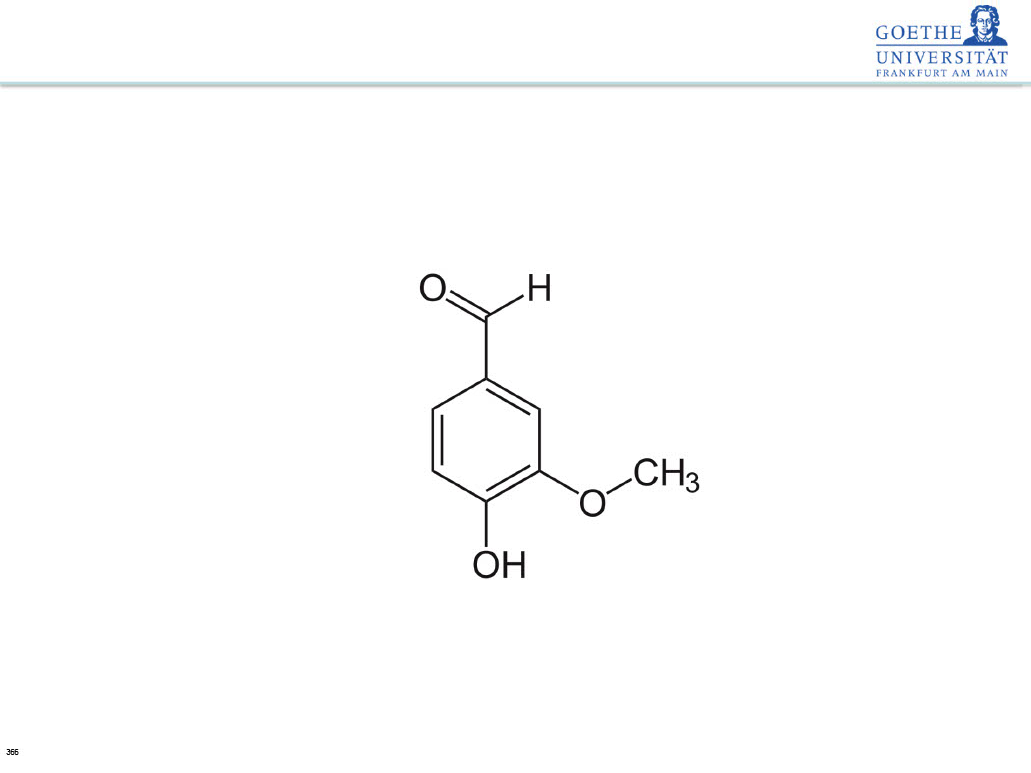 GOETHE
UNIVERSITÄT
FRANKFURT AM MAIN
O H
CH3
O
OH
366